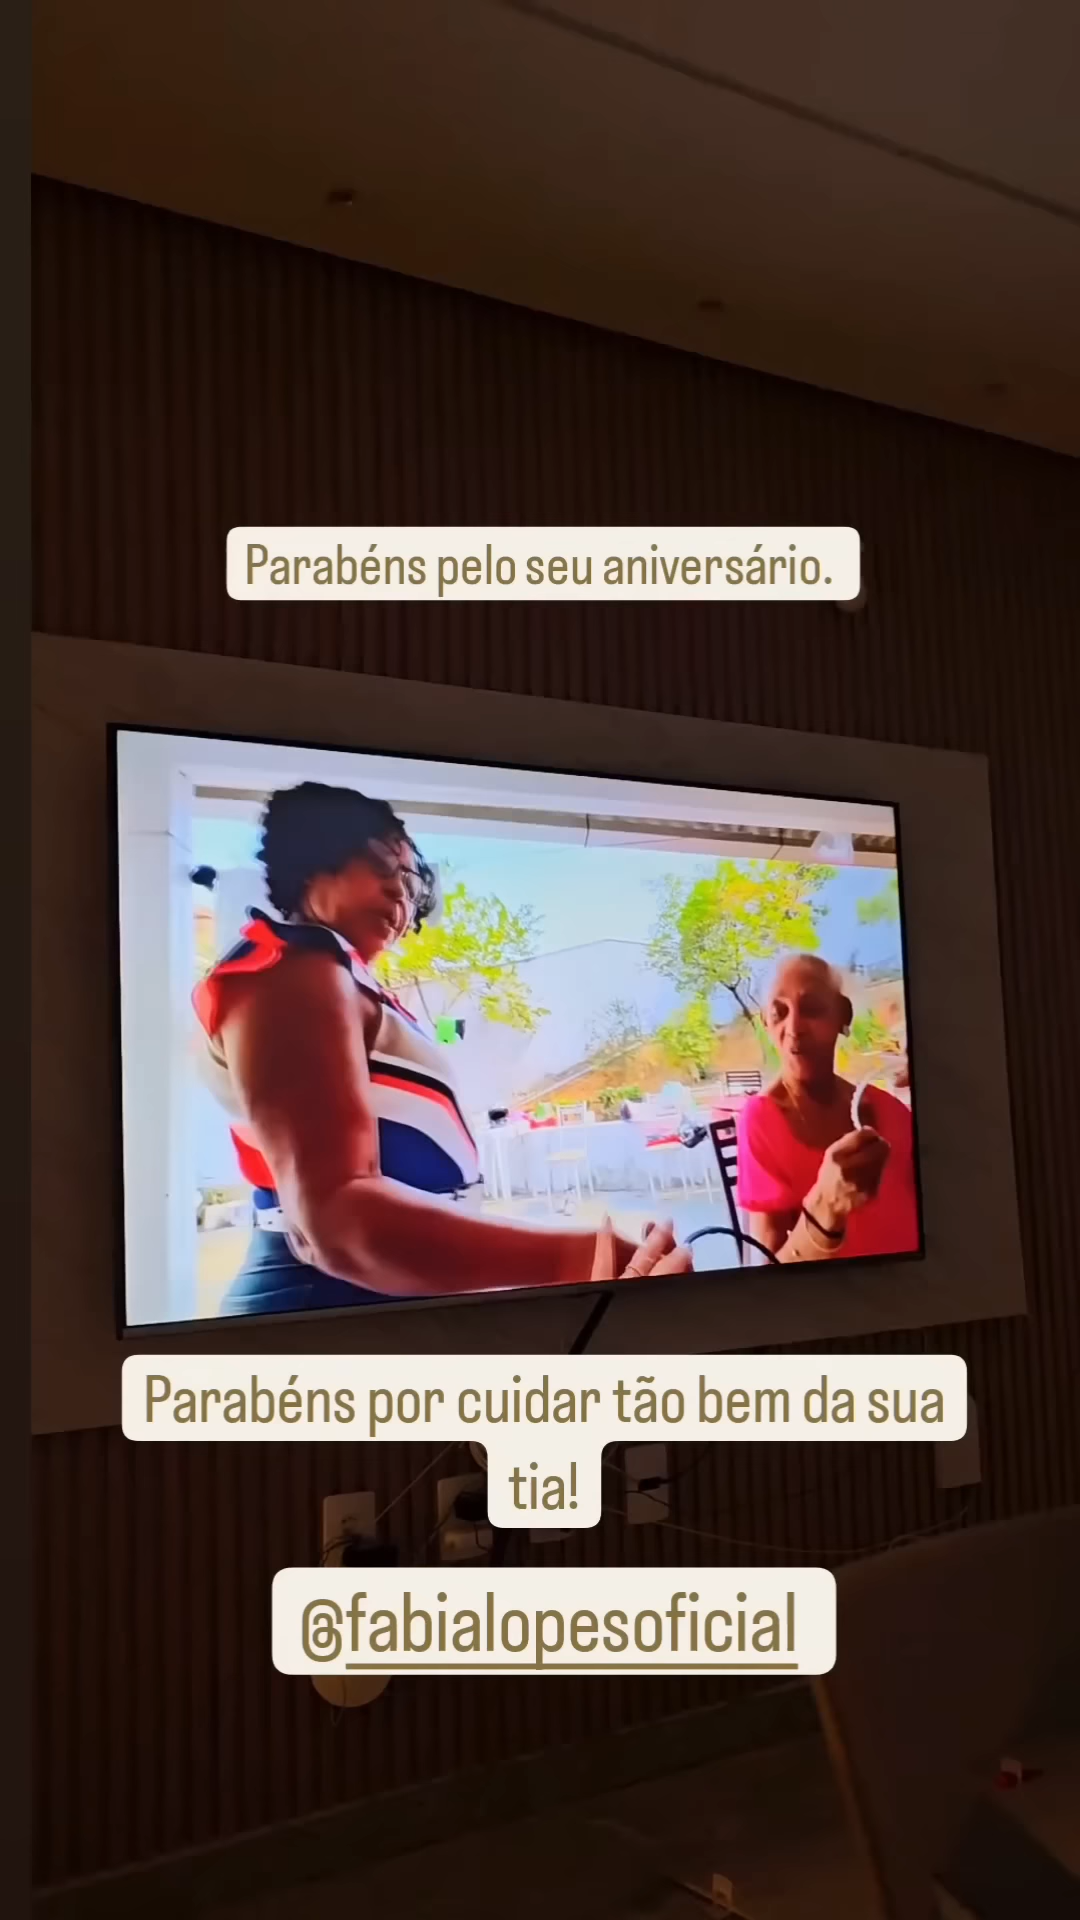 Parabéns pelo seu aniversário.
Parabéns por cuidar tão bem da sua
tia!
@fabialopesoficial